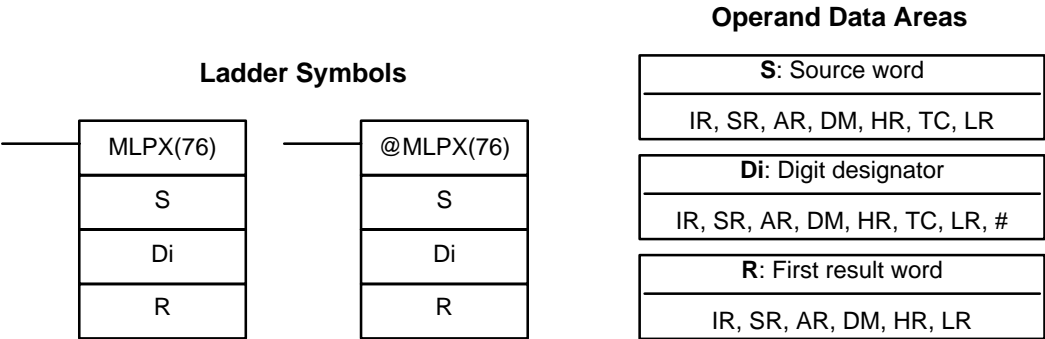 Operand Data Areas
Ladder Symbols
MLPX(76)
S
Di
R
@MLPX(76)
S
Di
R
S: Source word
IR, SR, AR, DM, HR, TC, LR
Di: Digit designator
IR, SR, AR, DM, HR, TC, LR, #
R: First result word
IR, SR, AR, DM, HR, LR